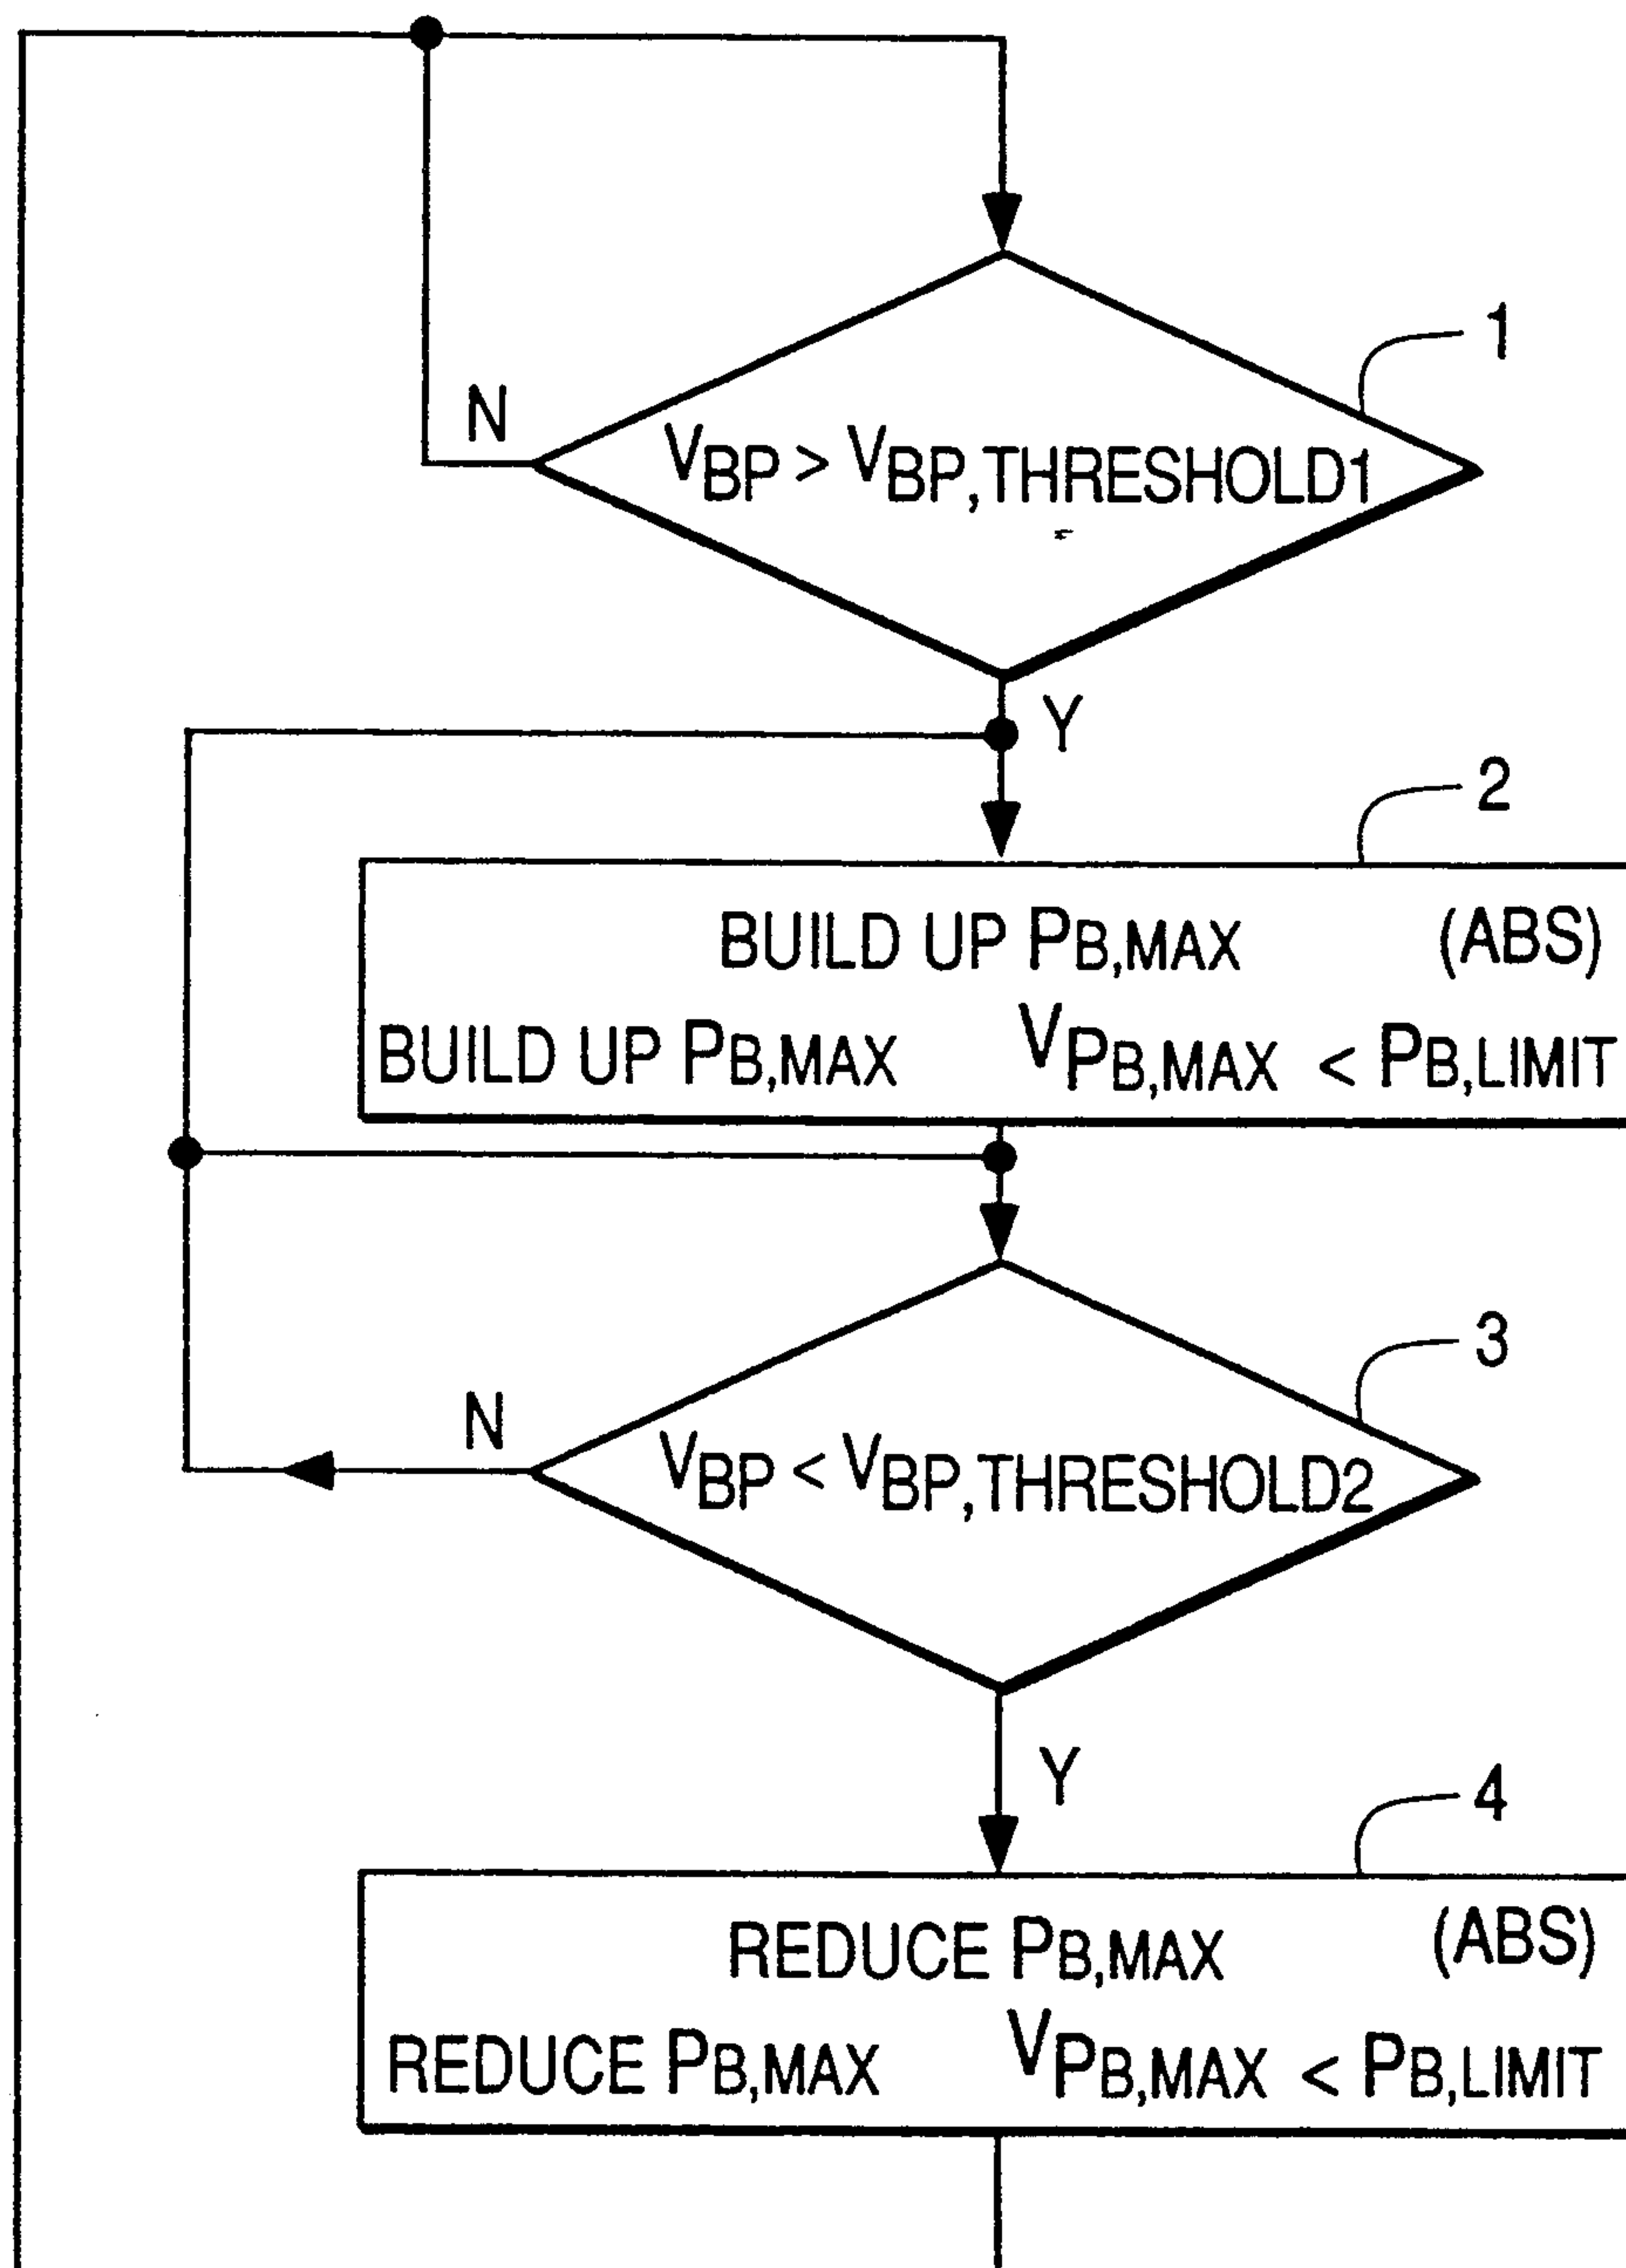 1
N
VBP > VBP,THRESHOLD1
Y
2
BUILD UP PB,MAX (ABS)
BUILD UP PB,MAX VPB,MAX < PB,LIMIT
3
N
VBP < VBP,THRESHOLD2
Y
4
REDUCE PB,MAX (ABS)
REDUCE PB,MAX VPB,MAX < PB,LIMIT